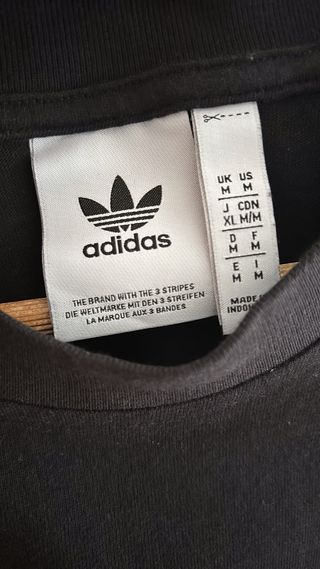 adidas
THE BRAND WITH THE 3 STRIPES
DIE WELTMARKE MIT DEN 3 STREIFEN
LA MARQUE AUX 3 BANDES
UK US
M M
J CDN
XL M/M
D F
M M
E I
M M
MADE